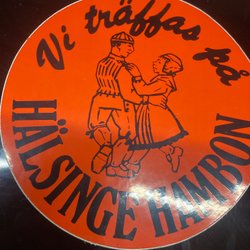 Vi träffas på
HÄLSINGE HAMBON